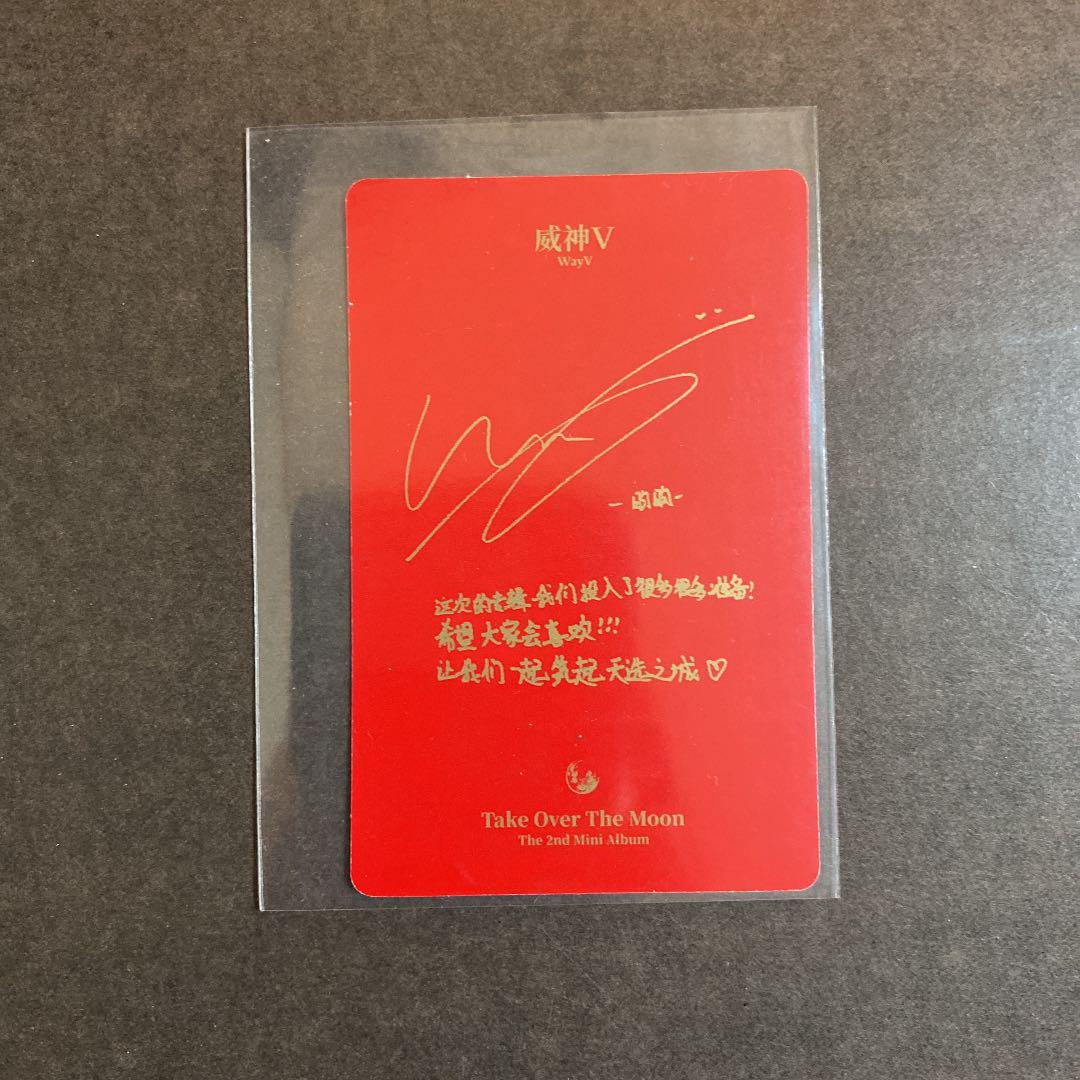 威神V
WayV
这次的专辑我们投入了很多很多准备!
希望大家会喜欢!!!
让我们一起筑起天选之城♡
Take Over The Moon
The 2nd Mini Album